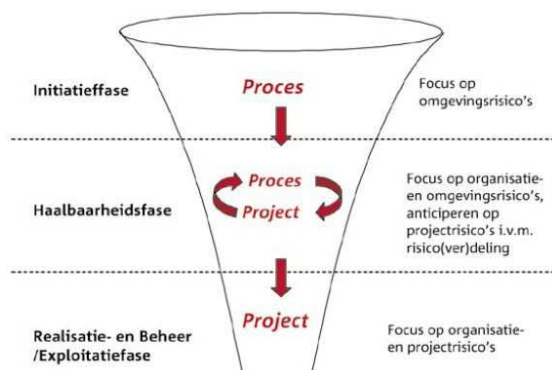 Initiatieffase
Proces
Focus op
omgevingsrisico's
Haalbaarheidsfase
Proces
Project
Focus op organisatie-
en omgevingsrisico's,
anticiperen op
projectrisico's i.v.m.
risico(ver)deling
Realisatie- en Beheer
/Exploitatiefase
Project
Focus op organisatie-
en projectrisico's